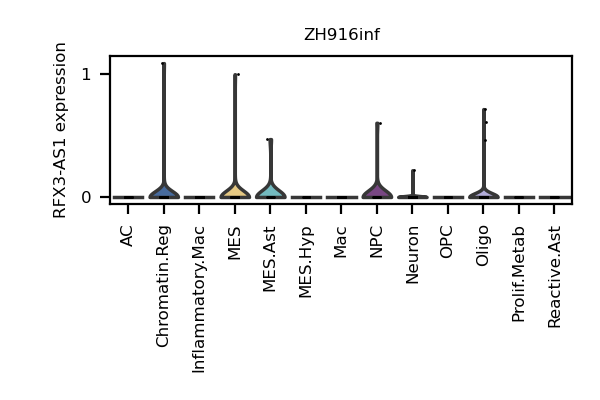 ZH916inf
RFX3-AS1 expression
1
0
AC
Chromatin.Reg
Inflammatory.Mac
MES
MES.Ast
MES.Hyp
Mac
NPC
Neuron
OPC
Oligo
Prolif.Metab
Reactive.Ast